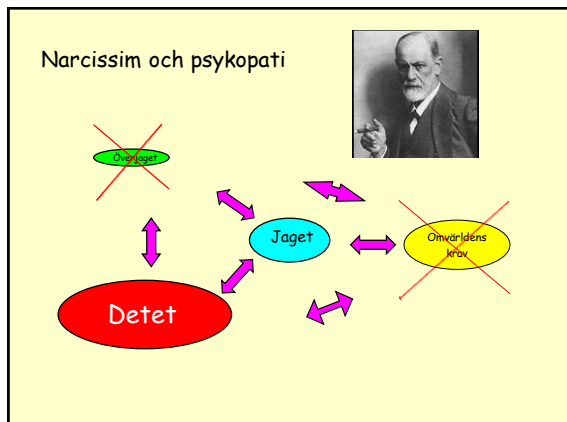 Narcissim och psykopati
Överjaget
Jaget
Omvärldens
krav
Detet